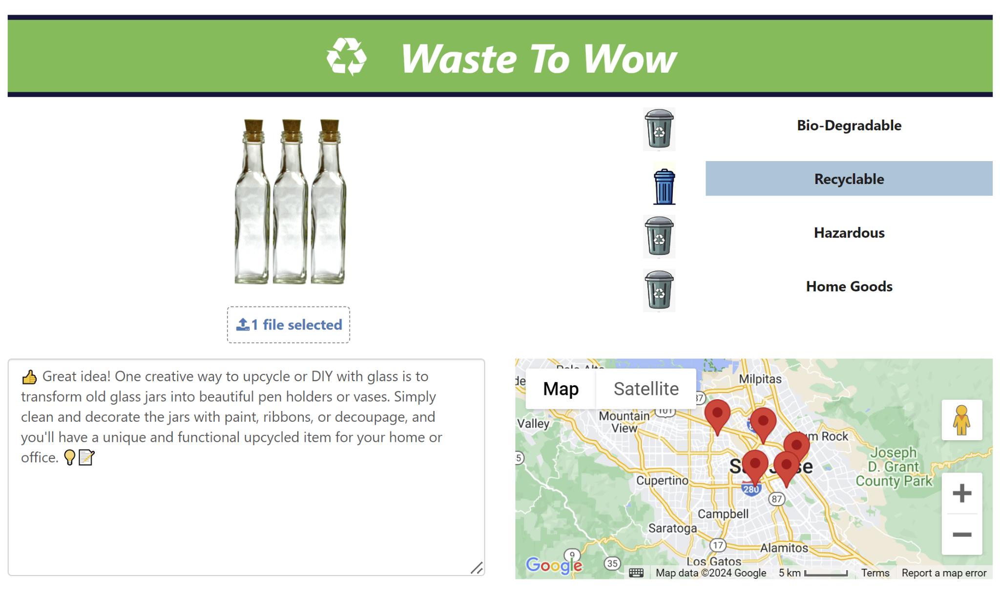 Waste To Wow
Bio-Degradable
Recyclable
Hazardous
Home Goods
1 file selected
👍 Great idea! One creative way to upcycle or DIY with glass is to
transform old glass jars into beautiful pen holders or vases. Simply
clean and decorate the jars with paint, ribbons, or decoupage, and
you'll have a unique and functional upcycled item for your home or
office. 💡📝
Map
Satellite
Milpitas
Mountain
View
101
Valley
Joseph
D. Grant
County Park
Cupertino
280
87
Campbell
Saratoga
17
Alamitos
9
35
Los Gatos
Google
Map data ©2024 Google
5 km
Terms
Report a map error